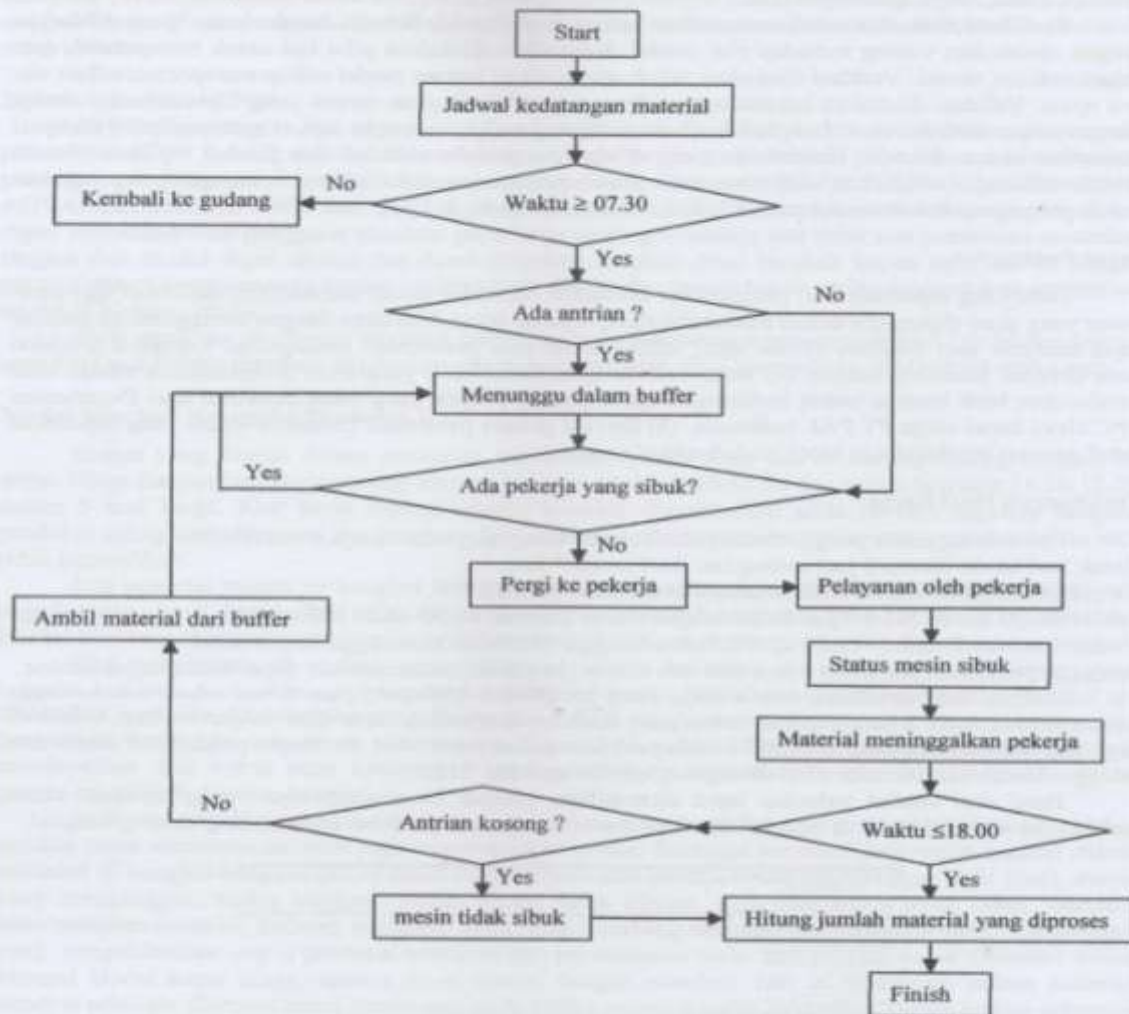 Start
Jadwal kedatangan material
Waktu ≥ 07.30
No
Kembali ke gudang
Yes
Ada antrian ?
No
Yes
Menunggu dalam buffer
Ada pekerja yang sibuk?
Yes
No
Pergi ke pekerja
Pelayanan oleh pekerja
Ambil material dari buffer
Status mesin sibuk
Material meninggalkan pekerja
Waktu ≤18.00
Antrian kosong ?
No
Yes
Yes
mesin tidak sibuk
Hitung jumlah material yang diproses
Finish